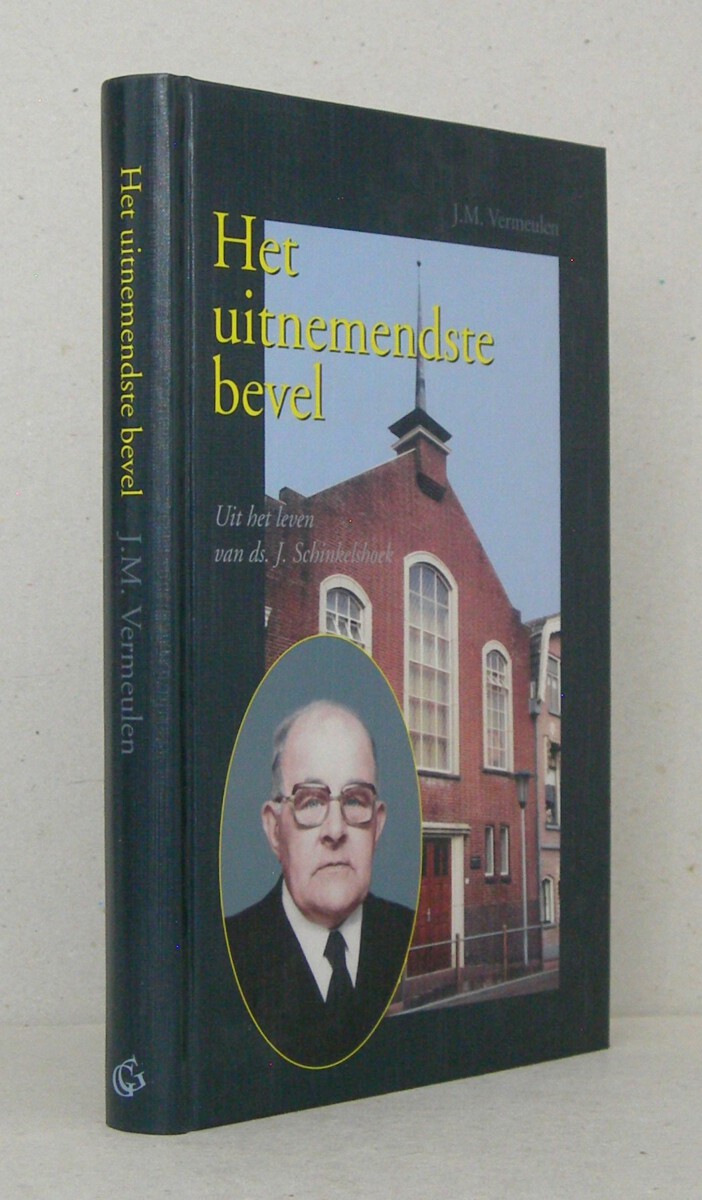 Het uitnemendste bevel J.M. Vermeulen
J.M. Vermeulen
Het
uitnemendste
bevel
Uit het leven
van ds. J. Schinkelshoek